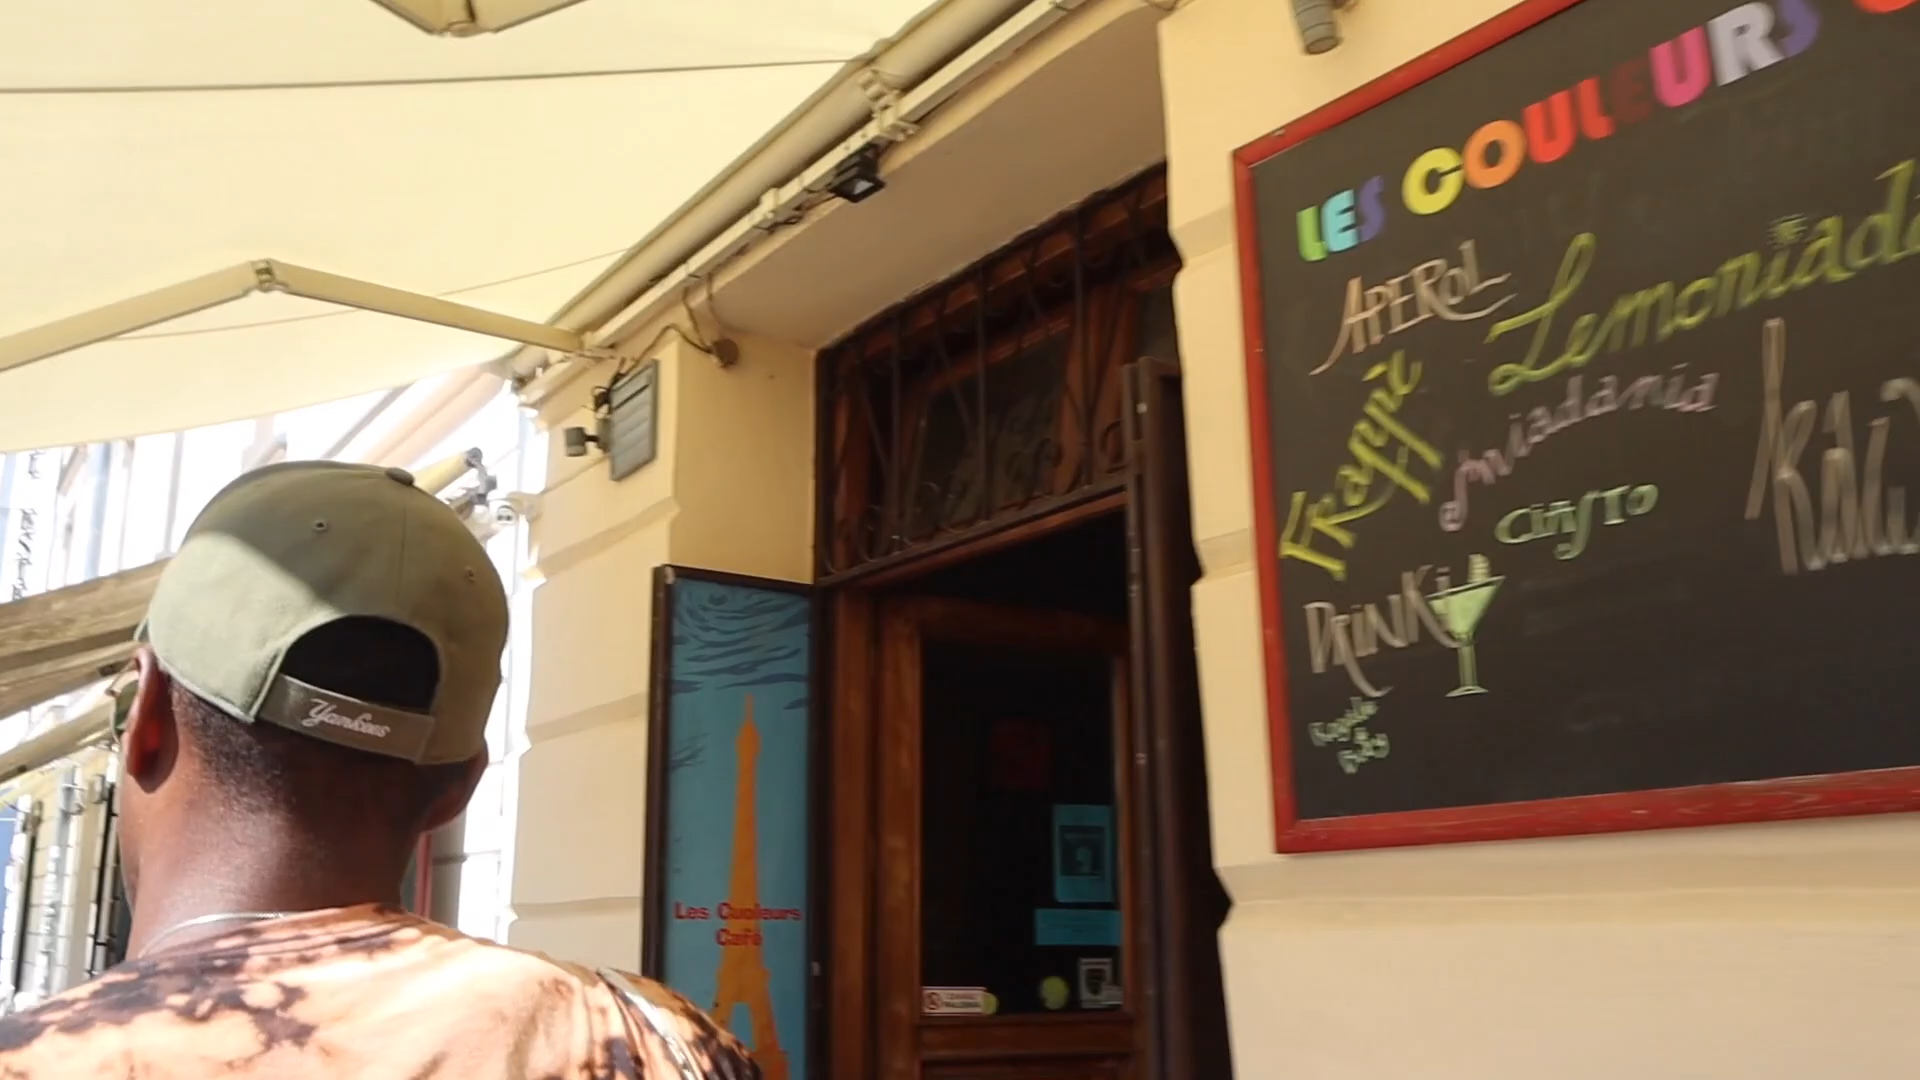 LES COULEURS
APEROL
Lemoniada
Frappe
śniadania
CiASTO
DRiNKi
Yankees
Les Couleurs
Café